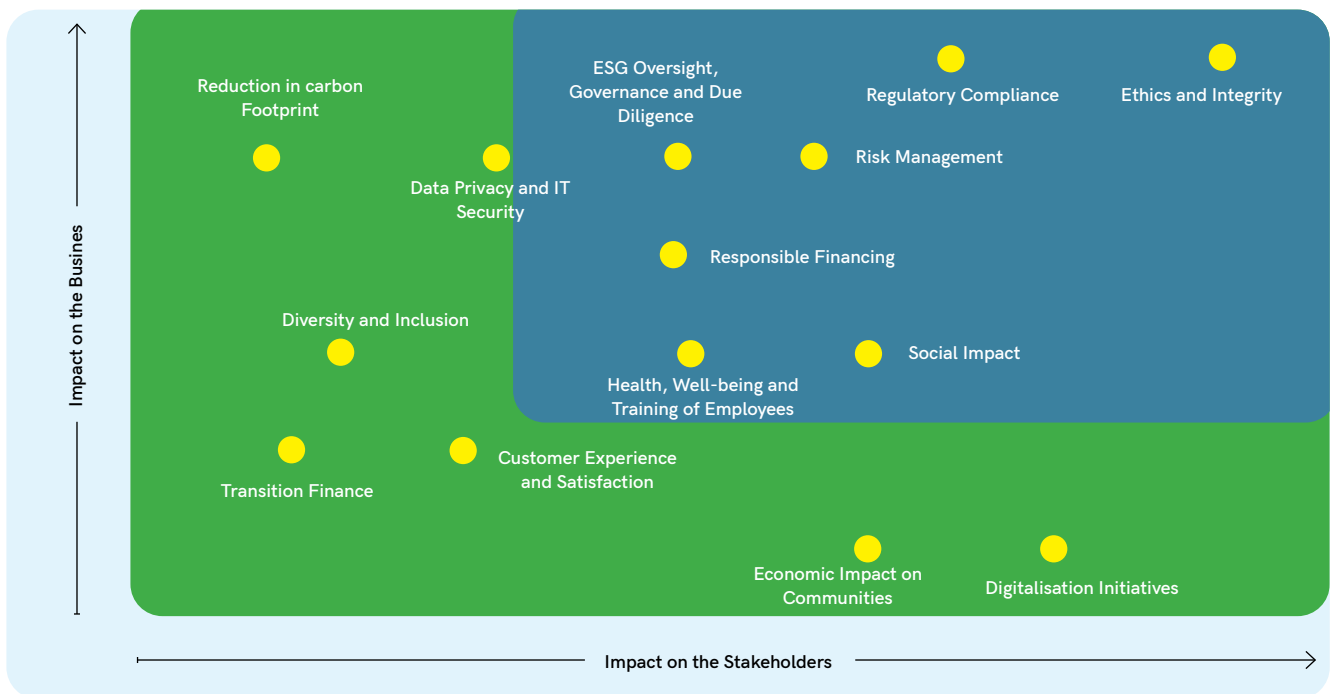 Reduction in carbon
Footprint
ESG Oversight,
Governance and Due
Diligence
Regulatory Compliance
Ethics and Integrity
Risk Management
Data Privacy and IT
Security
Responsible Financing
Impact on the Busines
Diversity and Inclusion
Social Impact
Health, Well-being and
Training of Employees
Customer Experience
and Satisfaction
Transition Finance
Economic Impact on
Communities
Digitalisation Initiatives
Impact on the Stakeholders